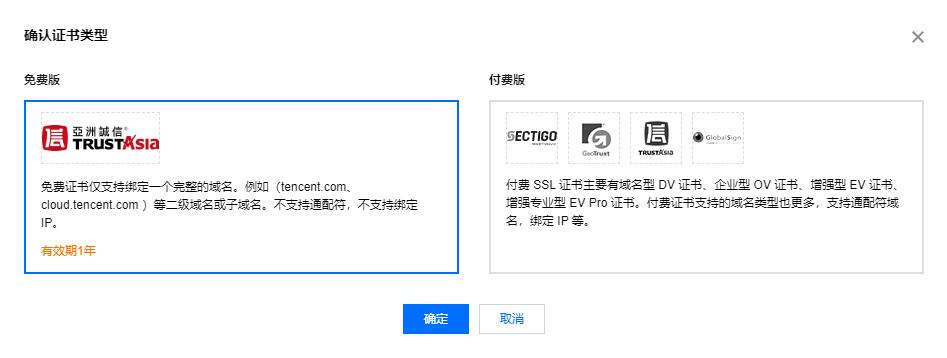 确认证书类型
免费版
亞洲誠信®
TRUSTAsia
免费证书仅支持绑定一个完整的域名。例如（tencent.com、
cloud.tencent.com ）等二级域名或子域名。不支持通配符，不支持绑定
IP。
有效期1年
付费版
SECTIGO
GeoTrust
TRUSTAsia
GlobalSign
付费 SSL 证书主要有域名型 DV 证书、企业型 OV 证书、增强型 EV 证书、
增强专业型 EV Pro 证书。付费证书支持的域名类型也更多，支持通配符域
名，绑定 IP 等。
确定
取消